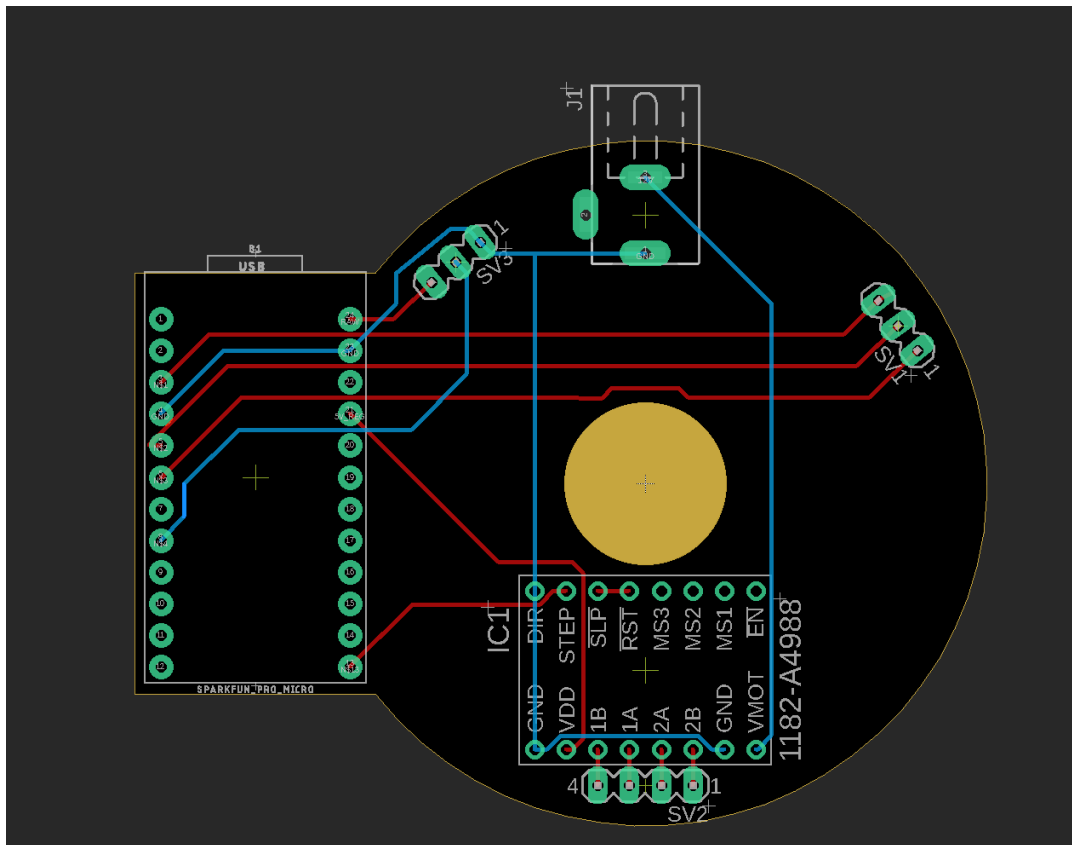 J1
2
1
SV3
B1
USB
1
2
22
20
19
18
17
16
15
14
7
9
10
11
12
SPARKFUN_PRO_MICRO
SV1
1
IC1
DIR
STEP
SLP
RST
MS3
MS2
MS1
EN
GND
VDD
1B
1A
2A
2B
GND
VMOT
1182-A4988
4
1
SV2